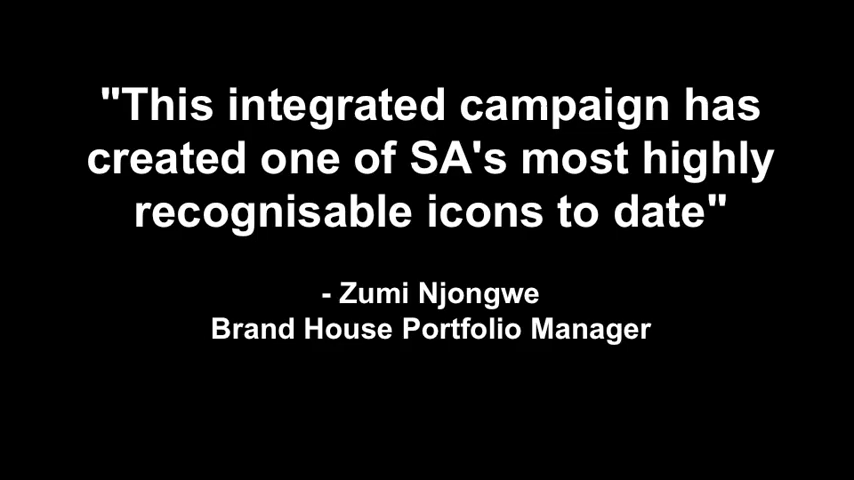 "This integrated campaign has
created one of SA's most highly
recognisable icons to date"
- Zumi Njongwe
Brand House Portfolio Manager